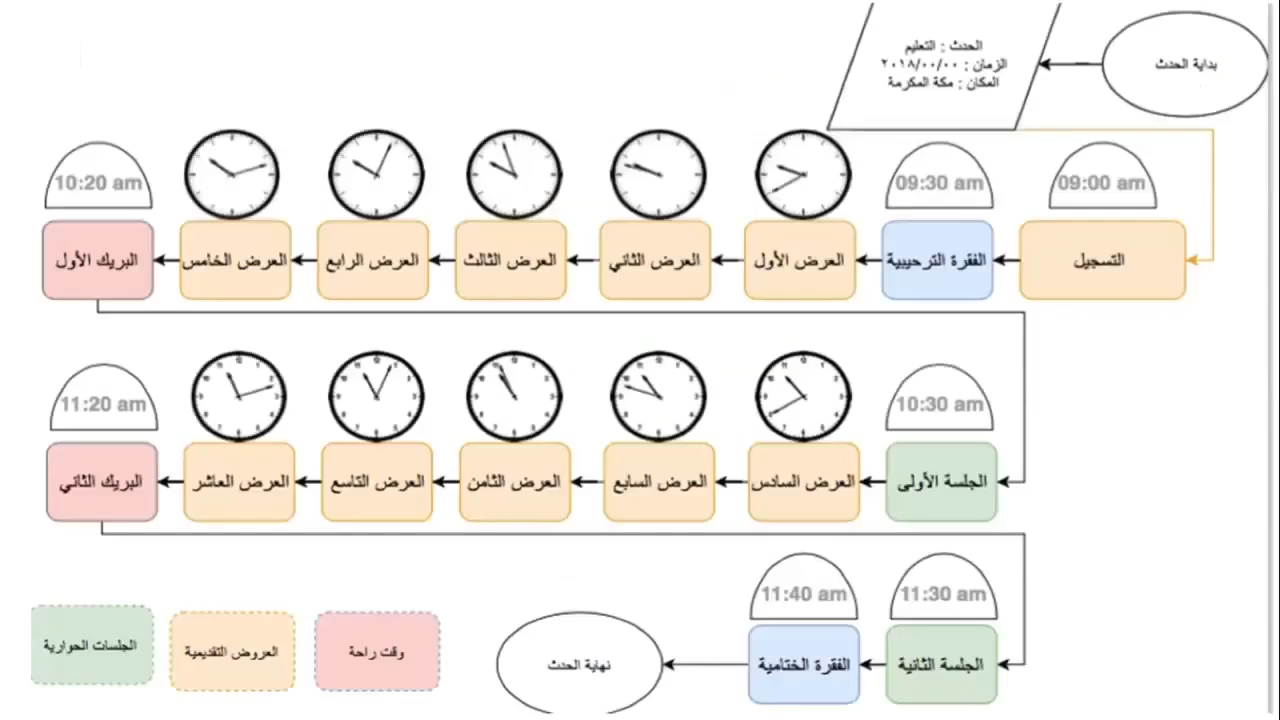 بداية الحدث
الحدث : التعليم
الزمان : ٢٠١٨/٠٠/٠٠
المكان : مكة المكرمة
09:00 am
09:30 am
10:20 am
التسجيل
الفقرة الترحيبية
العرض الأول
العرض الثاني
العرض الثالث
العرض الرابع
العرض الخامس
البريك الأول
10:30 am
11:20 am
الجلسة الأولى
العرض السادس
العرض السابع
العرض الثامن
العرض التاسع
العرض العاشر
البريك الثاني
11:30 am
11:40 am
الجلسة الثانية
الفقرة الختامية
نهاية الحدث
وقت راحة
العروض التقديمية
الجلسات الحوارية